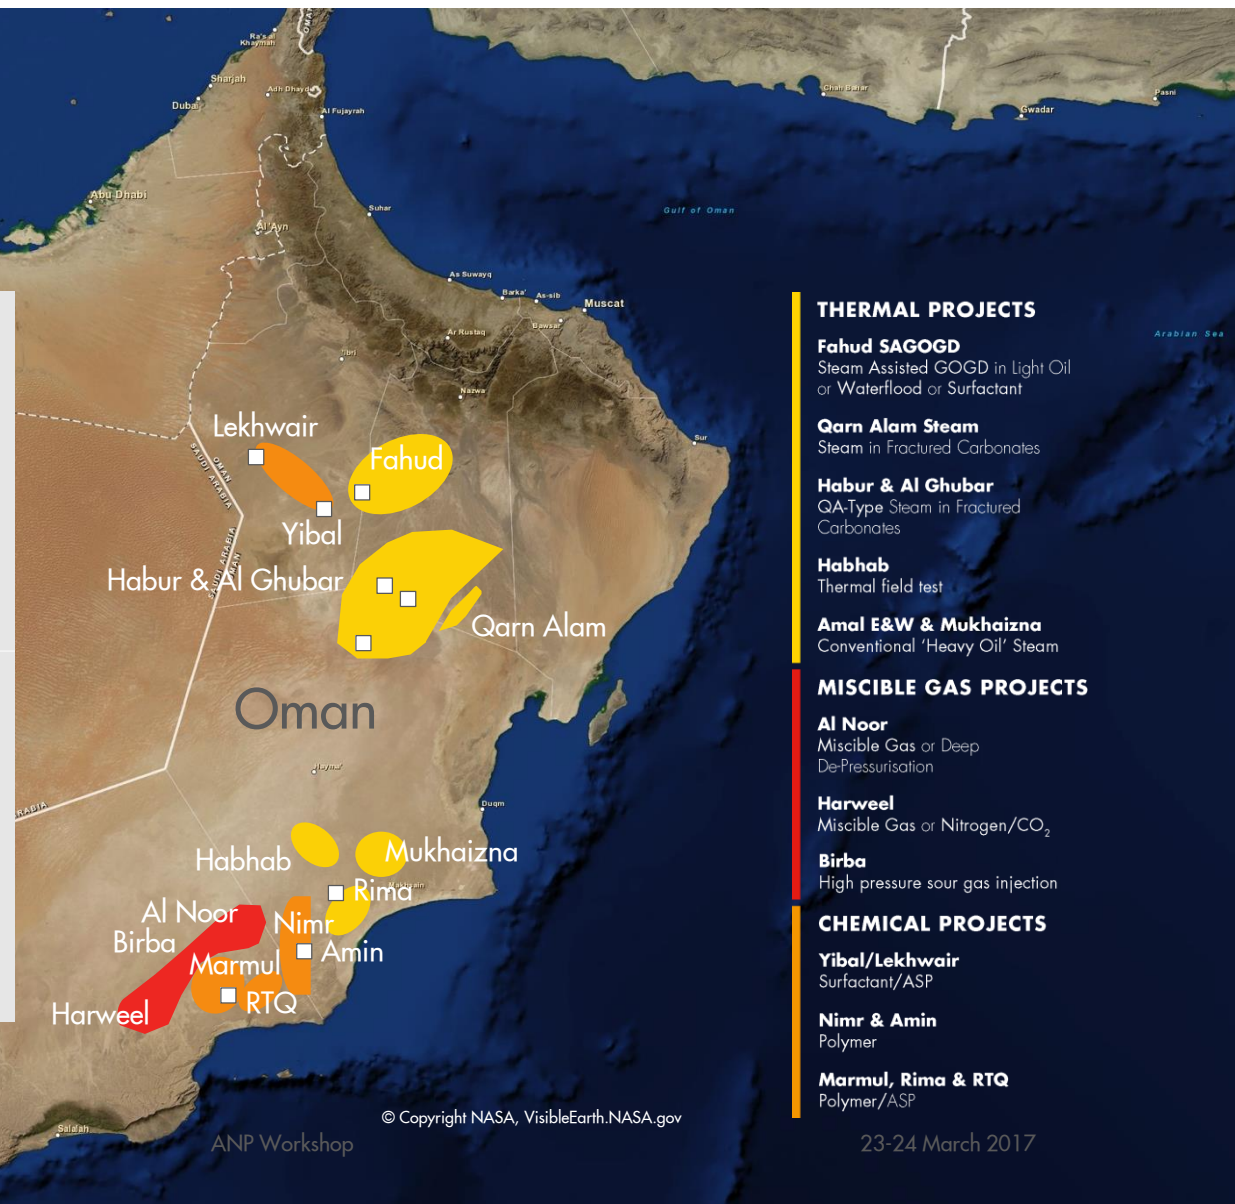 OMAN
Ra's al
Khaymah
Sharjah
Adh Dhayd
Dubai
Al Fujayrah
Chah Bahar
Pasni
Gwadar
Abu Dhabi
Suhar
Gulf of Oman
Al 'Ayn
As Suwayq
Barka'
As-sib
Muscat
Bawsar
Ar Rustaq
'Ibri
Nazwa
Arabian Sea
Sur
Lekhwair
Fahud
OMAN
SAUDI ARABIA
Yibal
SAUDI ARABIA
OMAN
Habur & Al Ghubar
Qarn Alam
Oman
Hayma'
ARABIA
Duqm
Habhab
Mukhaizna
Rima
Al Noor
Nimr
Birba
Amin
Marmul
RTQ
Harweel
Salalah
THERMAL PROJECTS
Fahud SAGOGD
Steam Assisted GOGD in Light Oil
or Waterflood or Surfactant
Qarn Alam Steam
Steam in Fractured Carbonates
Habur & Al Ghubar
QA-Type Steam in Fractured
Carbonates
Habhab
Thermal field test
Amal E&W & Mukhaizna
Conventional ‘Heavy Oil’ Steam
MISCIBLE GAS PROJECTS
Al Noor
Miscible Gas or Deep
De-Pressurisation
Harweel
Miscible Gas or Nitrogen/CO₂
Birba
High pressure sour gas injection
CHEMICAL PROJECTS
Yibal/Lekhwair
Surfactant/ASP
Nimr & Amin
Polymer
Marmul, Rima & RTQ
Polymer/ASP
© Copyright NASA, VisibleEarth.NASA.gov
ANP Workshop
23-24 March 2017